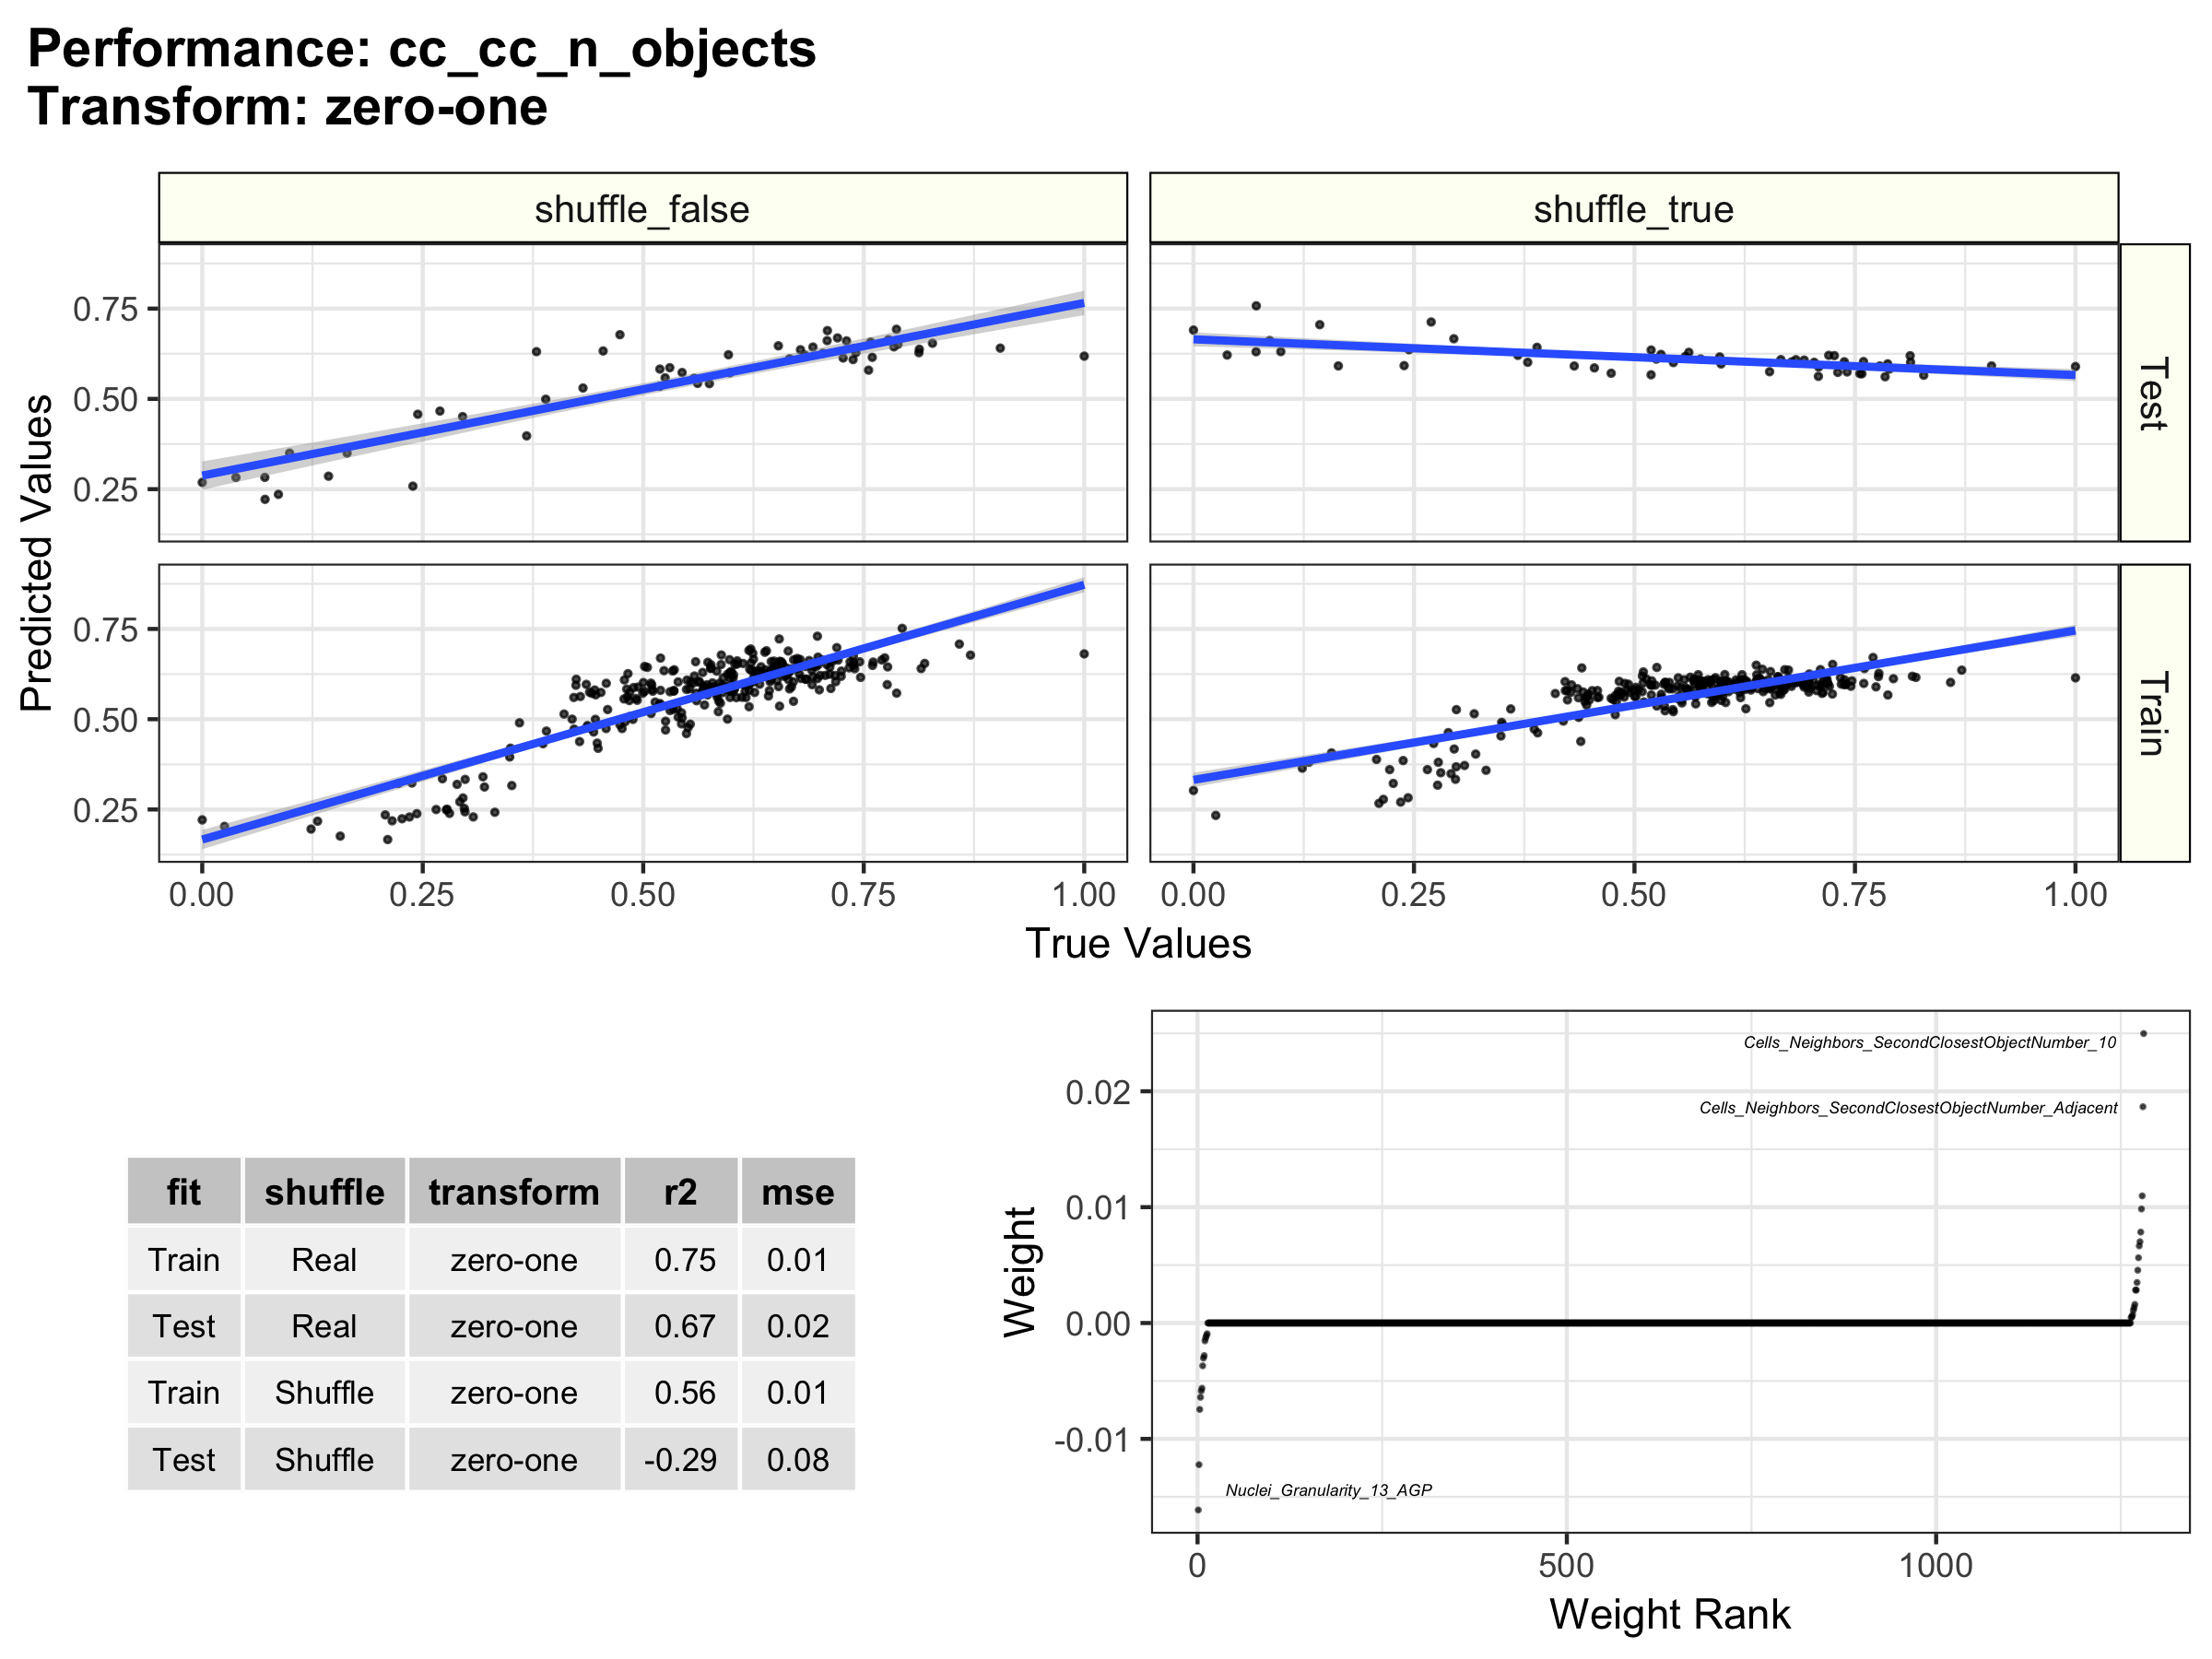 Performance: cc_cc_n_objects
Transform: zero-one
shuffle_false
shuffle_true
Predicted Values
0.75
0.50
0.25
Test
0.75
0.50
0.25
Train
0.00
0.25
0.50
0.75
1.00
0.00
0.25
0.50
0.75
1.00
True Values
fit shuffle transform r2 mse
Train Real zero-one 0.75 0.01
Test Real zero-one 0.67 0.02
Train Shuffle zero-one 0.56 0.01
Test Shuffle zero-one -0.29 0.08
Weight
0.02
0.01
0.00
-0.01
Cells_Neighbors_SecondClosestObjectNumber_10
Cells_Neighbors_SecondClosestObjectNumber_Adjacent
Nuclei_Granularity_13_AGP
0
500
1000
Weight Rank